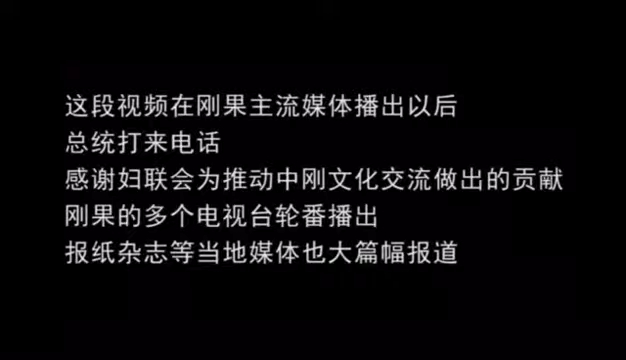 这段视频在刚果主流媒体播出以后
总统打来电话
感谢妇联会为推动中刚文化交流做出的贡献
刚果的多个电视台轮番播出
报纸杂志等当地媒体也大篇幅报道